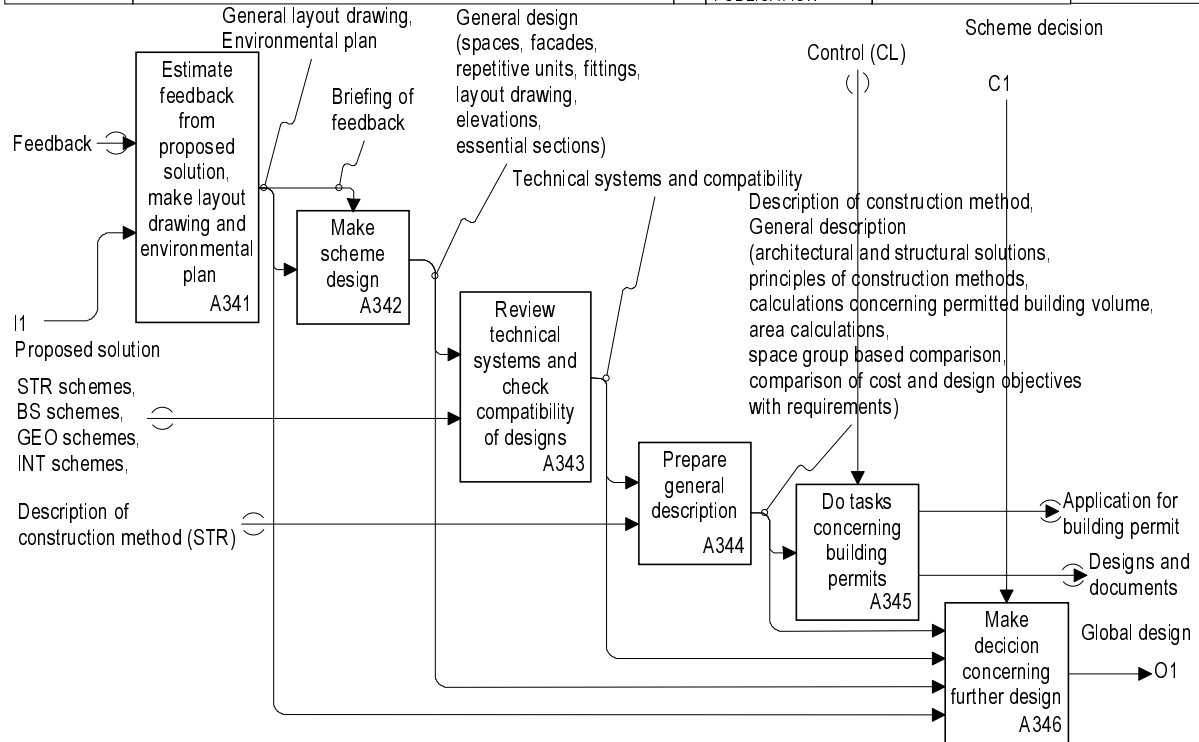 General layout drawing,
Environmental plan
General design
(spaces, facades,
repetitive units, fittings,
layout drawing,
elevations,
essential sections)
Scheme decision
Control (CL)
C1
Estimate
feedback
from
proposed
solution,
make layout
drawing and
environmental
plan
A341
Briefing of
feedback
Feedback
Technical systems and compatibility
Make
scheme
design
A342
Description of construction method,
General description
(architectural and structural solutions,
principles of construction methods,
calculations concerning permitted building volume,
area calculations,
space group based comparison,
comparison of cost and design objectives
with requirements)
I1
Proposed solution
Review
technical
systems and
check
compatibility
of designs
A343
STR schemes,
BS schemes,
GEO schemes,
INT schemes,
Prepare
general
description
A344
Description of
construction method (STR)
Do tasks
concerning
building
permits
A345
Application for
building permit
Designs and
documents
Make
decicion
concerning
further design
A346
Global design
O1